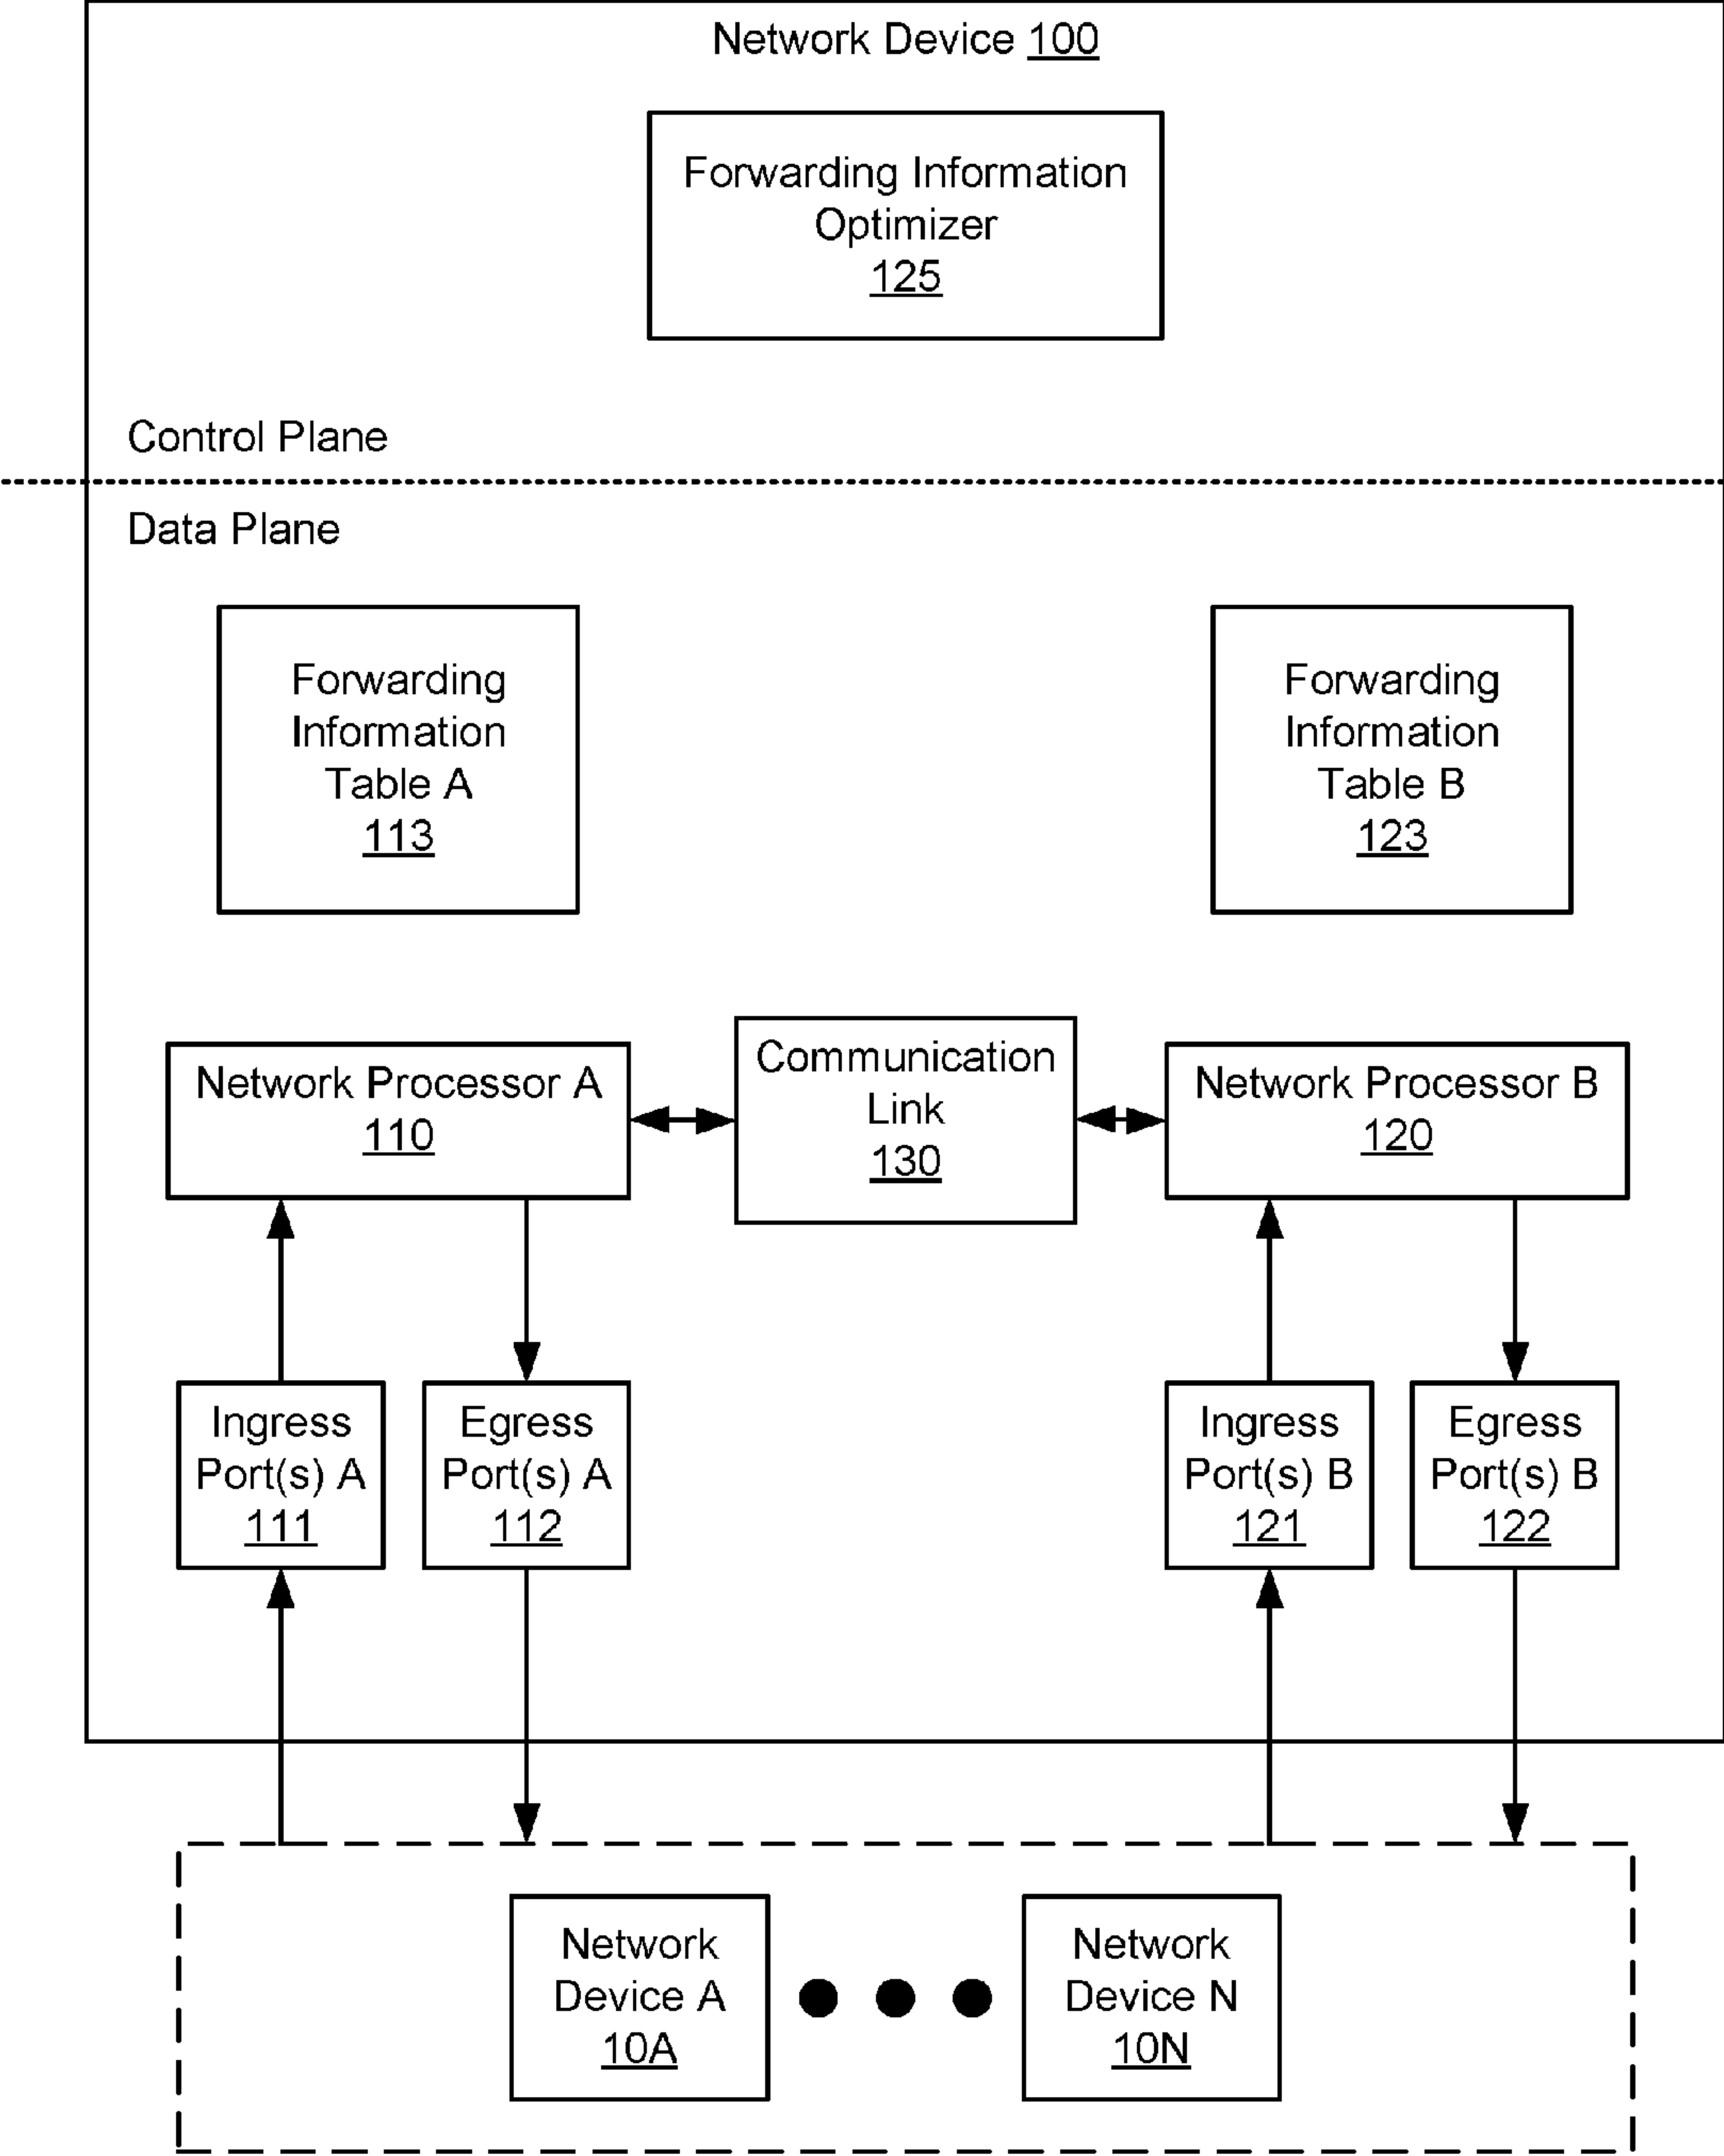 Network Device 100
Forwarding Information
Optimizer
125
Control Plane
Data Plane
Forwarding
Information
Table A
113
Forwarding
Information
Table B
123
Network Processor A
110
Communication
Link
130
Network Processor B
120
Ingress
Port(s) A
111
Egress
Port(s) A
112
Ingress
Port(s) B
121
Egress
Port(s) B
122
Network
Device A
10A
Network
Device N
10N